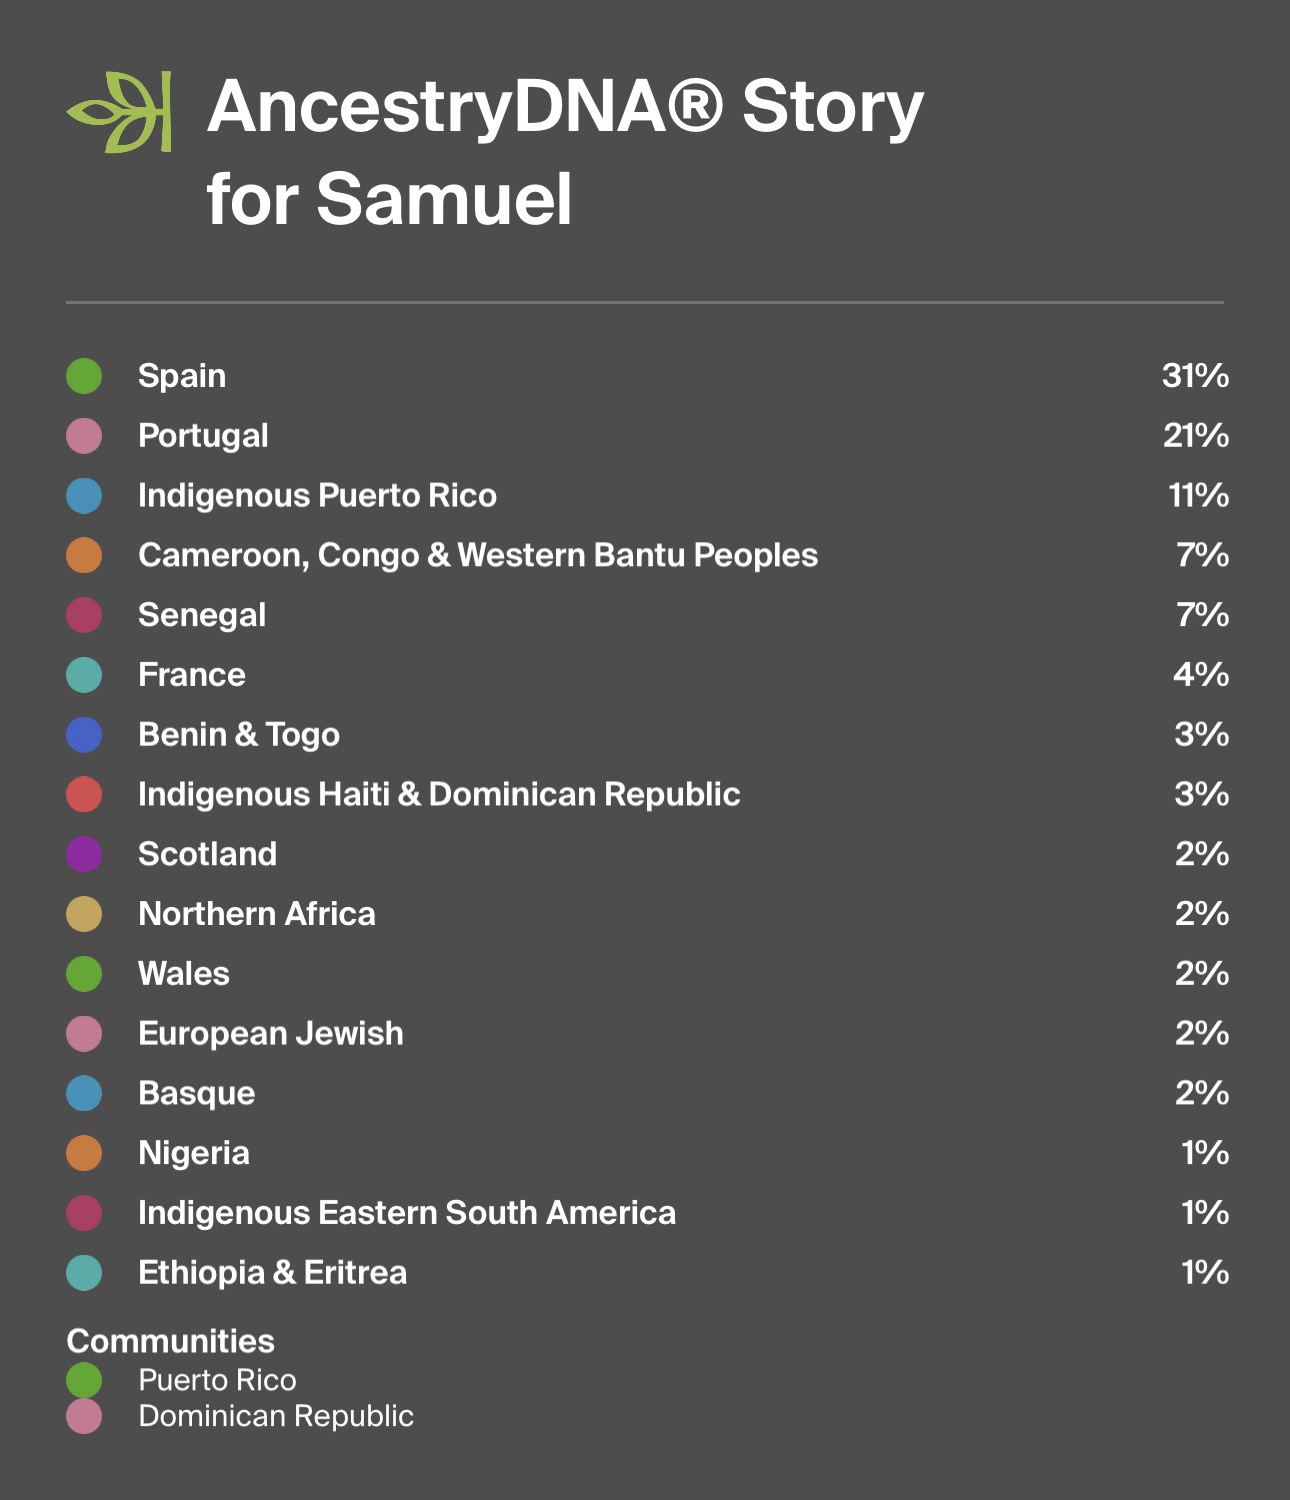 AncestryDNA® Story
for Samuel
Spain 31%
Portugal 21%
Indigenous Puerto Rico 11%
Cameroon, Congo & Western Bantu Peoples 7%
Senegal 7%
France 4%
Benin & Togo 3%
Indigenous Haiti & Dominican Republic 3%
Scotland 2%
Northern Africa 2%
Wales 2%
European Jewish 2%
Basque 2%
Nigeria 1%
Indigenous Eastern South America 1%
Ethiopia & Eritrea 1%
Communities
Puerto Rico
Dominican Republic